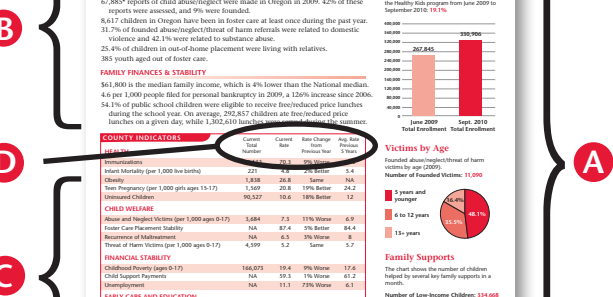 B
67,885* reports of child abuse/neglect were made in Oregon in 2009. 42% of these
reports were assessed, and 9% were founded.
8,617 children in Oregon have been in foster care at least once during the past year.
31.7% of founded abuse/neglect/threat of harm referrals were related to domestic
violence and 42.1% were related to substance abuse.
25.4% of children in out-of-home placement were living with relatives.
385 youth aged out of foster care.
FAMILY FINANCES & STABILITY
$61,800 is the median family income, which is 4% lower than the National median.
4.6 per 1,000 people filed for personal bankruptcy in 2009, a 126% increase since 2006.
54.1% of public school children were eligible to receive free/reduced price lunches
during the school year. On average, 292,857 children ate free/reduced price
lunches on a given day, while 1,302,610 lunches were served during the summer.
D
COUNTY INDICATORS
Current Total Number
Current Rate
Rate Change from Previous Year
Avg. Rate Previous 5 Years
HEALTH
Immunizations 70.3 9% Worse
Infant Mortality (per 1,000 live births) 221 4.8 2% Better 5.4
Obesity 1,838 26.8 Same NA
Teen Pregnancy (per 1,000 girls ages 15-17) 1,569 20.8 19% Better 24.2
Uninsured Children 90,527 10.6 18% Better 12
C
CHILD WELFARE
Abuse and Neglect Victims (per 1,000 ages 0-17) 3,684 7.5 11% Worse 6.9
Foster Care Placement Stability NA 87.4 5% Better 84.4
Recurrence of Maltreatment NA 6.5 3% Worse 8
Threat of Harm Victims (per 1,000 ages 0-17) 4,599 5.2 Same 5.7
FINANCIAL STABILITY
Childhood Poverty (ages 0-17) 166,075 19.4 9% Worse 17.6
Child Support Payments NA 59.3 1% Worse 61.2
Unemployment NA 11.1 73% Worse 6.1
EARLY CARE AND EDUCATION
the Healthy Kids program from June 2009 to
September 2010: 19.1%
400,000
360,000
320,000
280,000
240,000
200,000
160,000
120,000
80,000
40,000
0
267,845
330,906
June 2009 Sept. 2010
Total Enrollment Total Enrollment
A
Victims by Age
Founded abuse/neglect/threat of harm
victims by age (2009).
Number of Founded Victims: 11,090
5 years and
younger
6 to 12 years
13+ years
16.4%
48.1%
35.5%
Family Supports
The chart shows the number of children
helped by several key family supports in a
month.
Number of Low-Income Children: 334,668